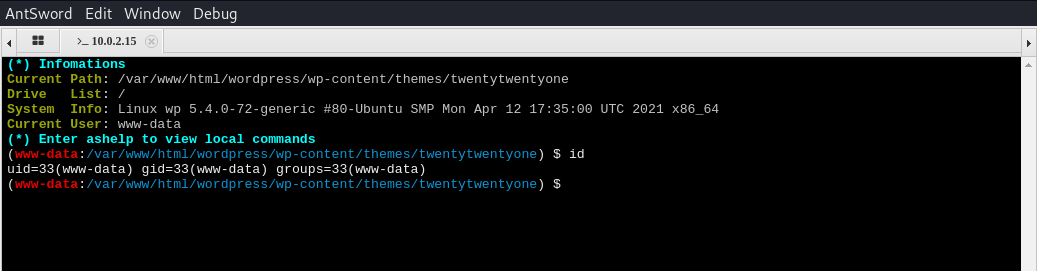 AntSword Edit Window Debug
>_ 10.0.2.15
(*) Infomations
Current Path: /var/www/html/wordpress/wp-content/themes/twentytwentyone
Drive   List: /
System  Info: Linux wp 5.4.0-72-generic #80-Ubuntu SMP Mon Apr 12 17:35:00 UTC 2021 x86_64
Current User: www-data
(*) Enter ashelp to view local commands
(www-data:/var/www/html/wordpress/wp-content/themes/twentytwentyone) $ id
uid=33(www-data) gid=33(www-data) groups=33(www-data)
(www-data:/var/www/html/wordpress/wp-content/themes/twentytwentyone) $